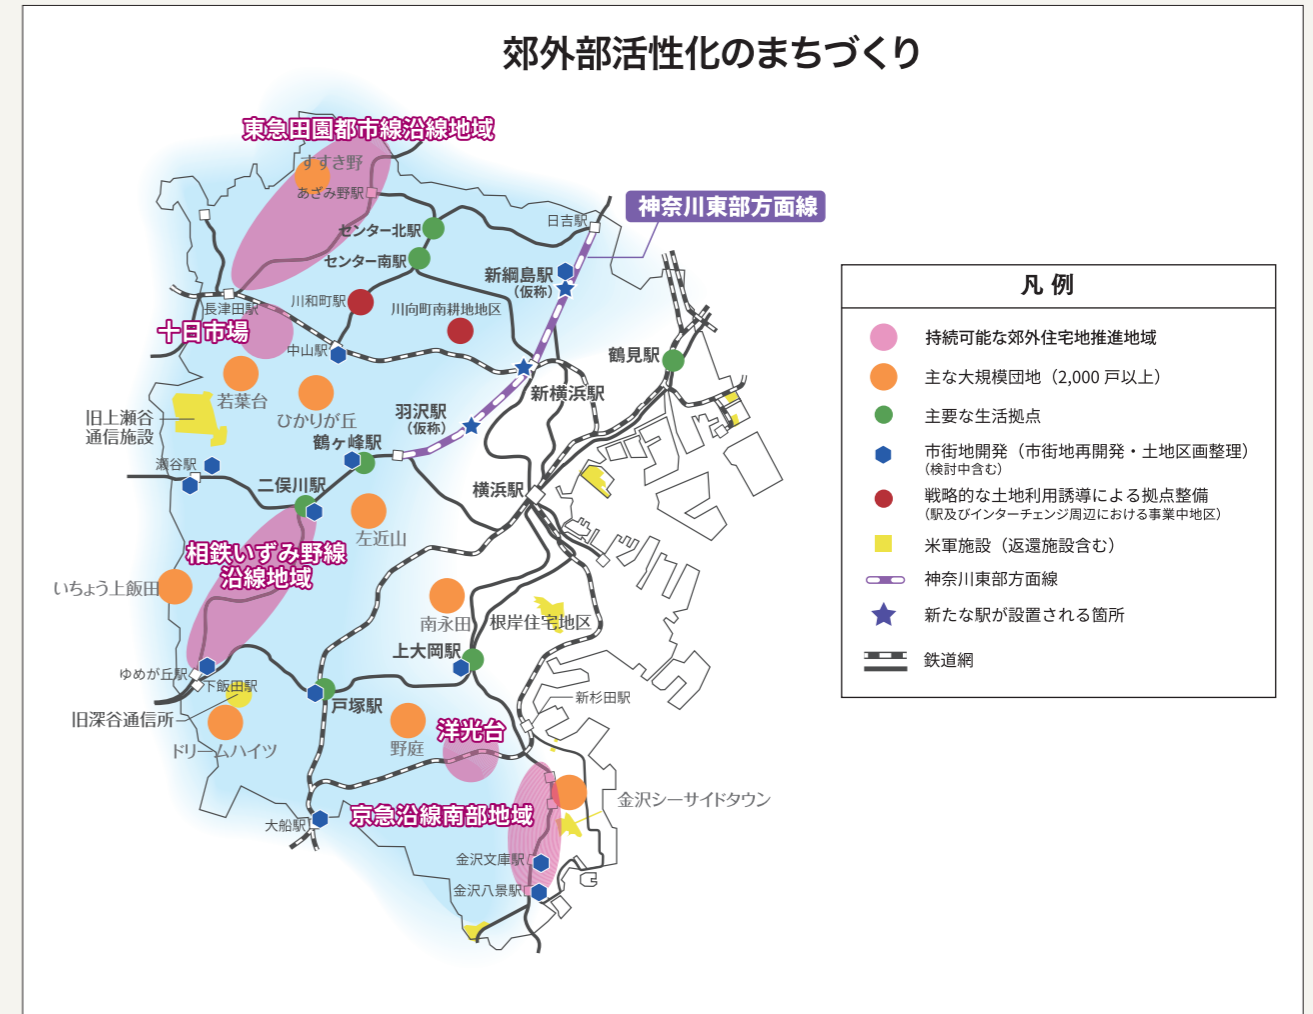 郊外部活性化のまちづくり
東急田園都市線沿線地域
すすき野
あざみ野駅
神奈川東部方面線
日吉駅
センター北駅
センター南駅
新綱島駅
（仮称）
長津田駅
川和町駅
川向町南耕地地区
十日市場
中山駅
鶴見駅
若葉台
ひかりが丘
新横浜駅
羽沢駅
（仮称）
旧上瀬谷
通信施設
鶴ヶ峰駅
瀬谷駅
二俣川駅
横浜駅
左近山
相鉄いずみ野線
沿線地域
いちょう上飯田
南永田
根岸住宅地区
上大岡駅
ゆめが丘駅
下飯田駅
戸塚駅
新杉田駅
旧深谷通信所
洋光台
ドリームハイツ
野庭
金沢シーサイドタウン
京急沿線南部地域
大船駅
金沢文庫駅
金沢八景駅
凡例
持続可能な郊外住宅地推進地域
主な大規模団地（2,000 戸以上）
主要な生活拠点
市街地開発（市街地再開発・土地区画整理）
（検討中含む）
戦略的な土地利用誘導による拠点整備
（駅及びインターチェンジ周辺における事業中地区）
米軍施設（返還施設含む）
神奈川東部方面線
新たな駅が設置される箇所
鉄道網